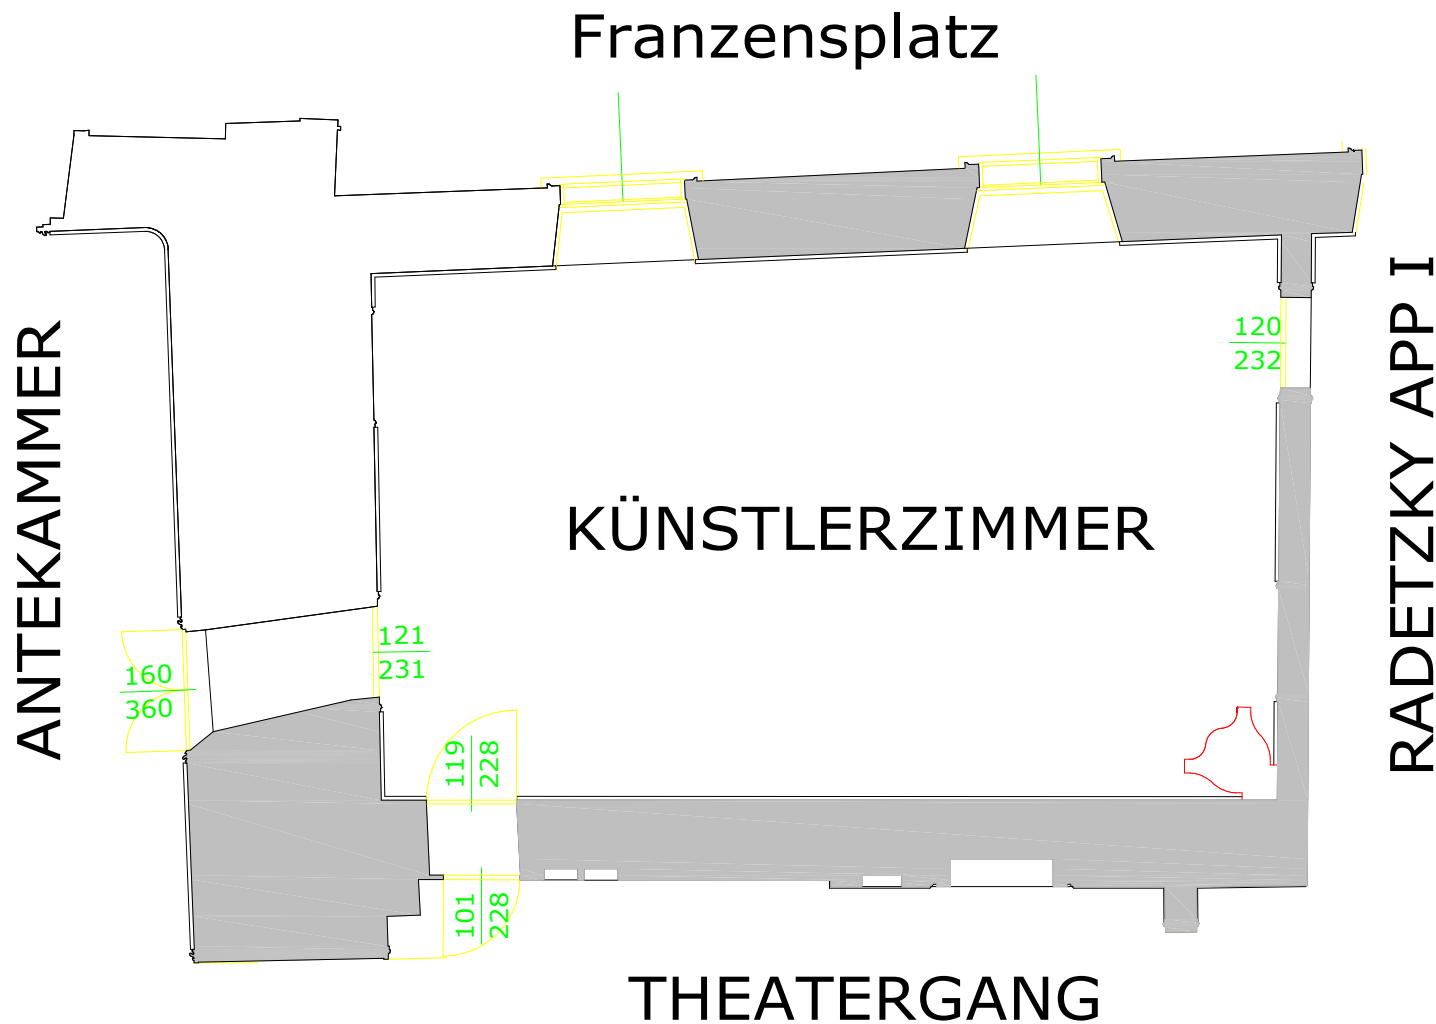 Franzensplatz
ANTEKAMMER
RADETZKY APP I
120
232
KÜNSTLERZIMMER
121
231
160
360
119
228
101
228
THEATERGANG